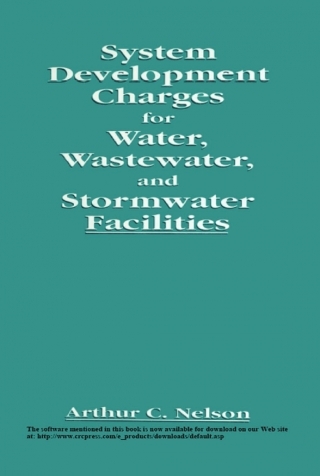 System
Development
Charges
for
Water,
Wastewater,
and
Stormwater
Facilities
Arthur C. Nelson
The software mentioned in this book is now available for download on our Web site
at: http://www.crcpress.com/e_products/downloads/default.asp